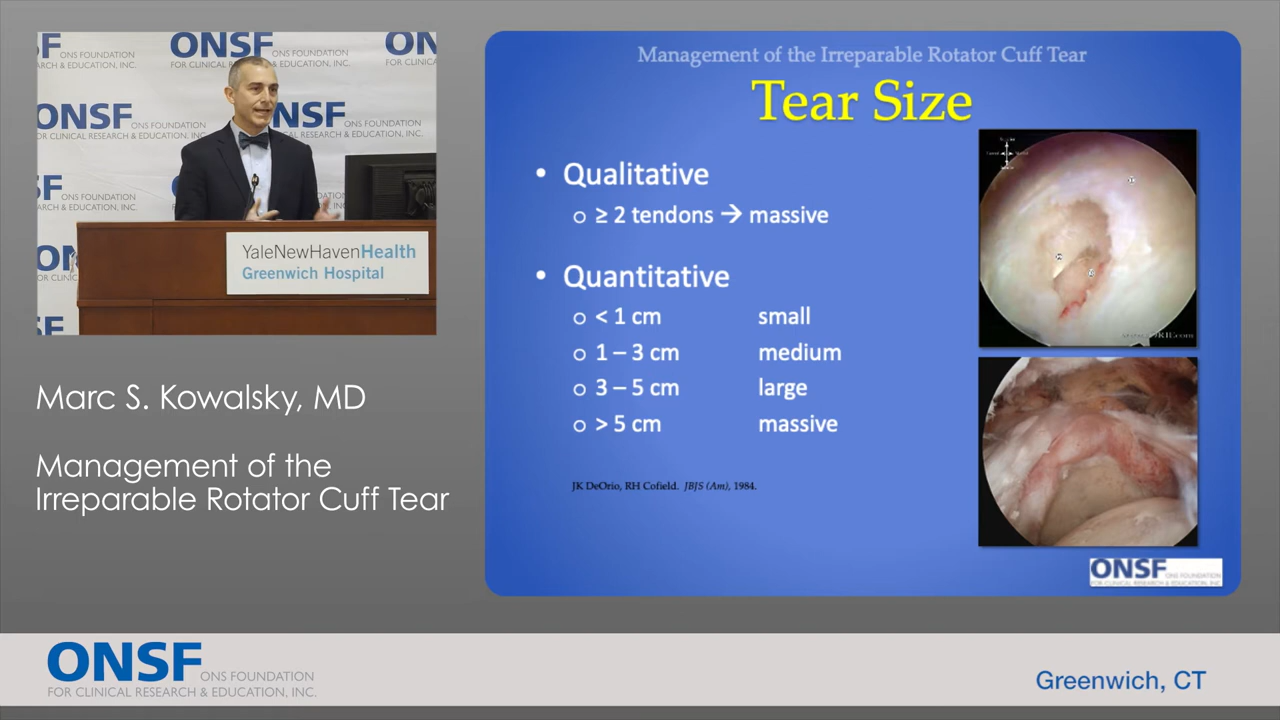 ONSF
ONS FOUNDATION
FOR CLINICAL RESEARCH & EDUCATION, INC.
ONSF
ONS FOUNDATION
& EDUCATION, INC.
YaleNewHavenHealth
Greenwich Hospital
Marc S. Kowalsky, MD
Management of the
Irreparable Rotator Cuff Tear
Management of the Irreparable Rotator Cuff Tear
Tear Size
• Qualitative
o ≥ 2 tendons → massive
• Quantitative
o < 1 cm small
o 1 – 3 cm medium
o 3 – 5 cm large
o > 5 cm massive
JK DeOrio, RH Cofield. JBJS (Am), 1984.
ONSF ONS FOUNDATION
FOR CLINICAL RESEARCH & EDUCATION, INC.
ONSF ONS FOUNDATION
FOR CLINICAL RESEARCH & EDUCATION, INC.
Greenwich, CT